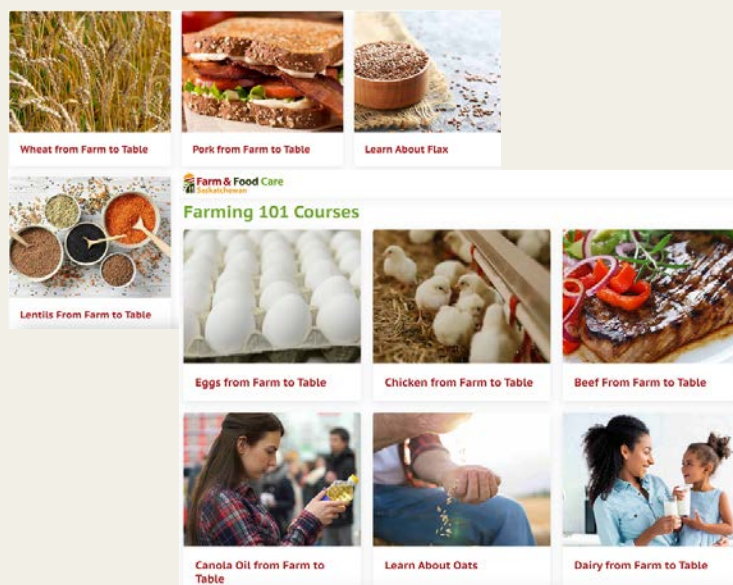 Wheat from Farm to Table
Pork from Farm to Table
Learn About Flax
Lentils From Farm to Table
Farm & Food Care
Saskatchewan
Farming 101 Courses
Eggs from Farm to Table
Chicken from Farm to Table
Beef From Farm to Table
Canola Oil from Farm to
Table
Learn About Oats
Dairy from Farm to Table